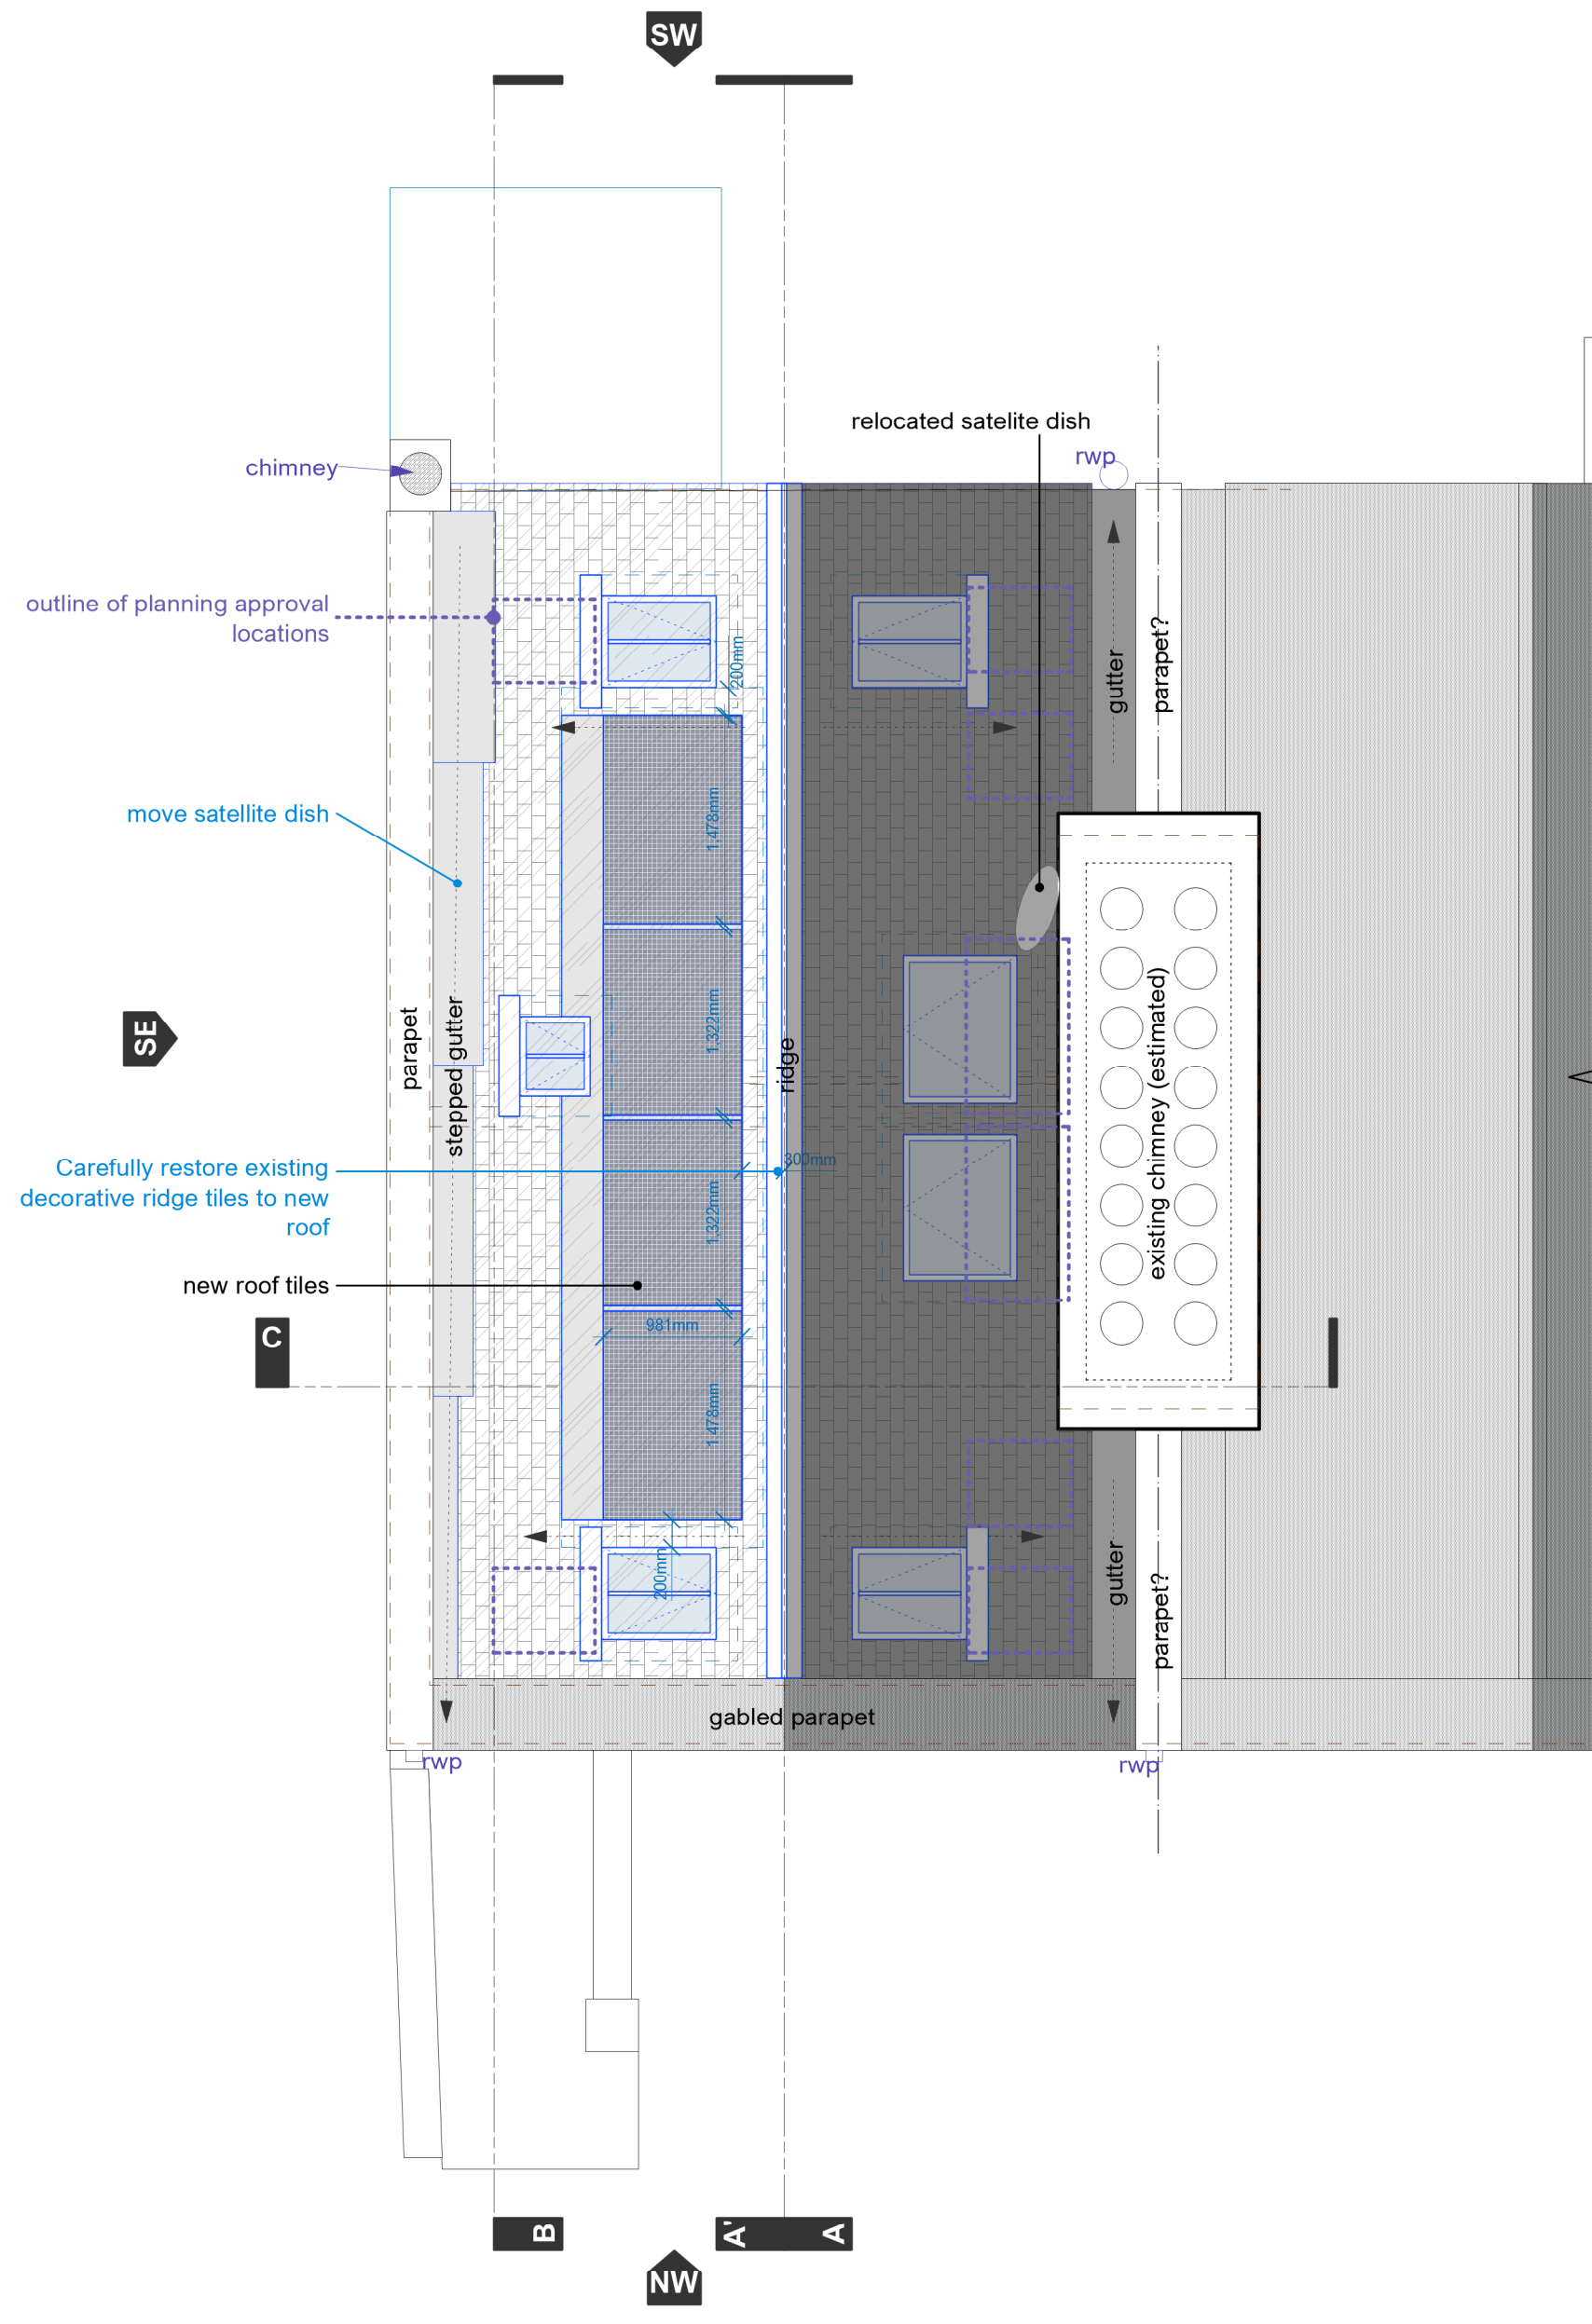 SW
relocated satelite dish
rwp
chimney
outline of planning approval
locations
200mm
gutter
parapet?
move satellite dish
1,478mm
1,322mm
SE
parapet
stepped gutter
ridge
existing chimney (estimated)
Carefully restore existing
decorative ridge tiles to new
roof
300mm
1,322mm
new roof tiles
981mm
C
1,478mm
200mm
gutter
parapet?
gabled parapet
rwp
rwp
B
A'
A
NW